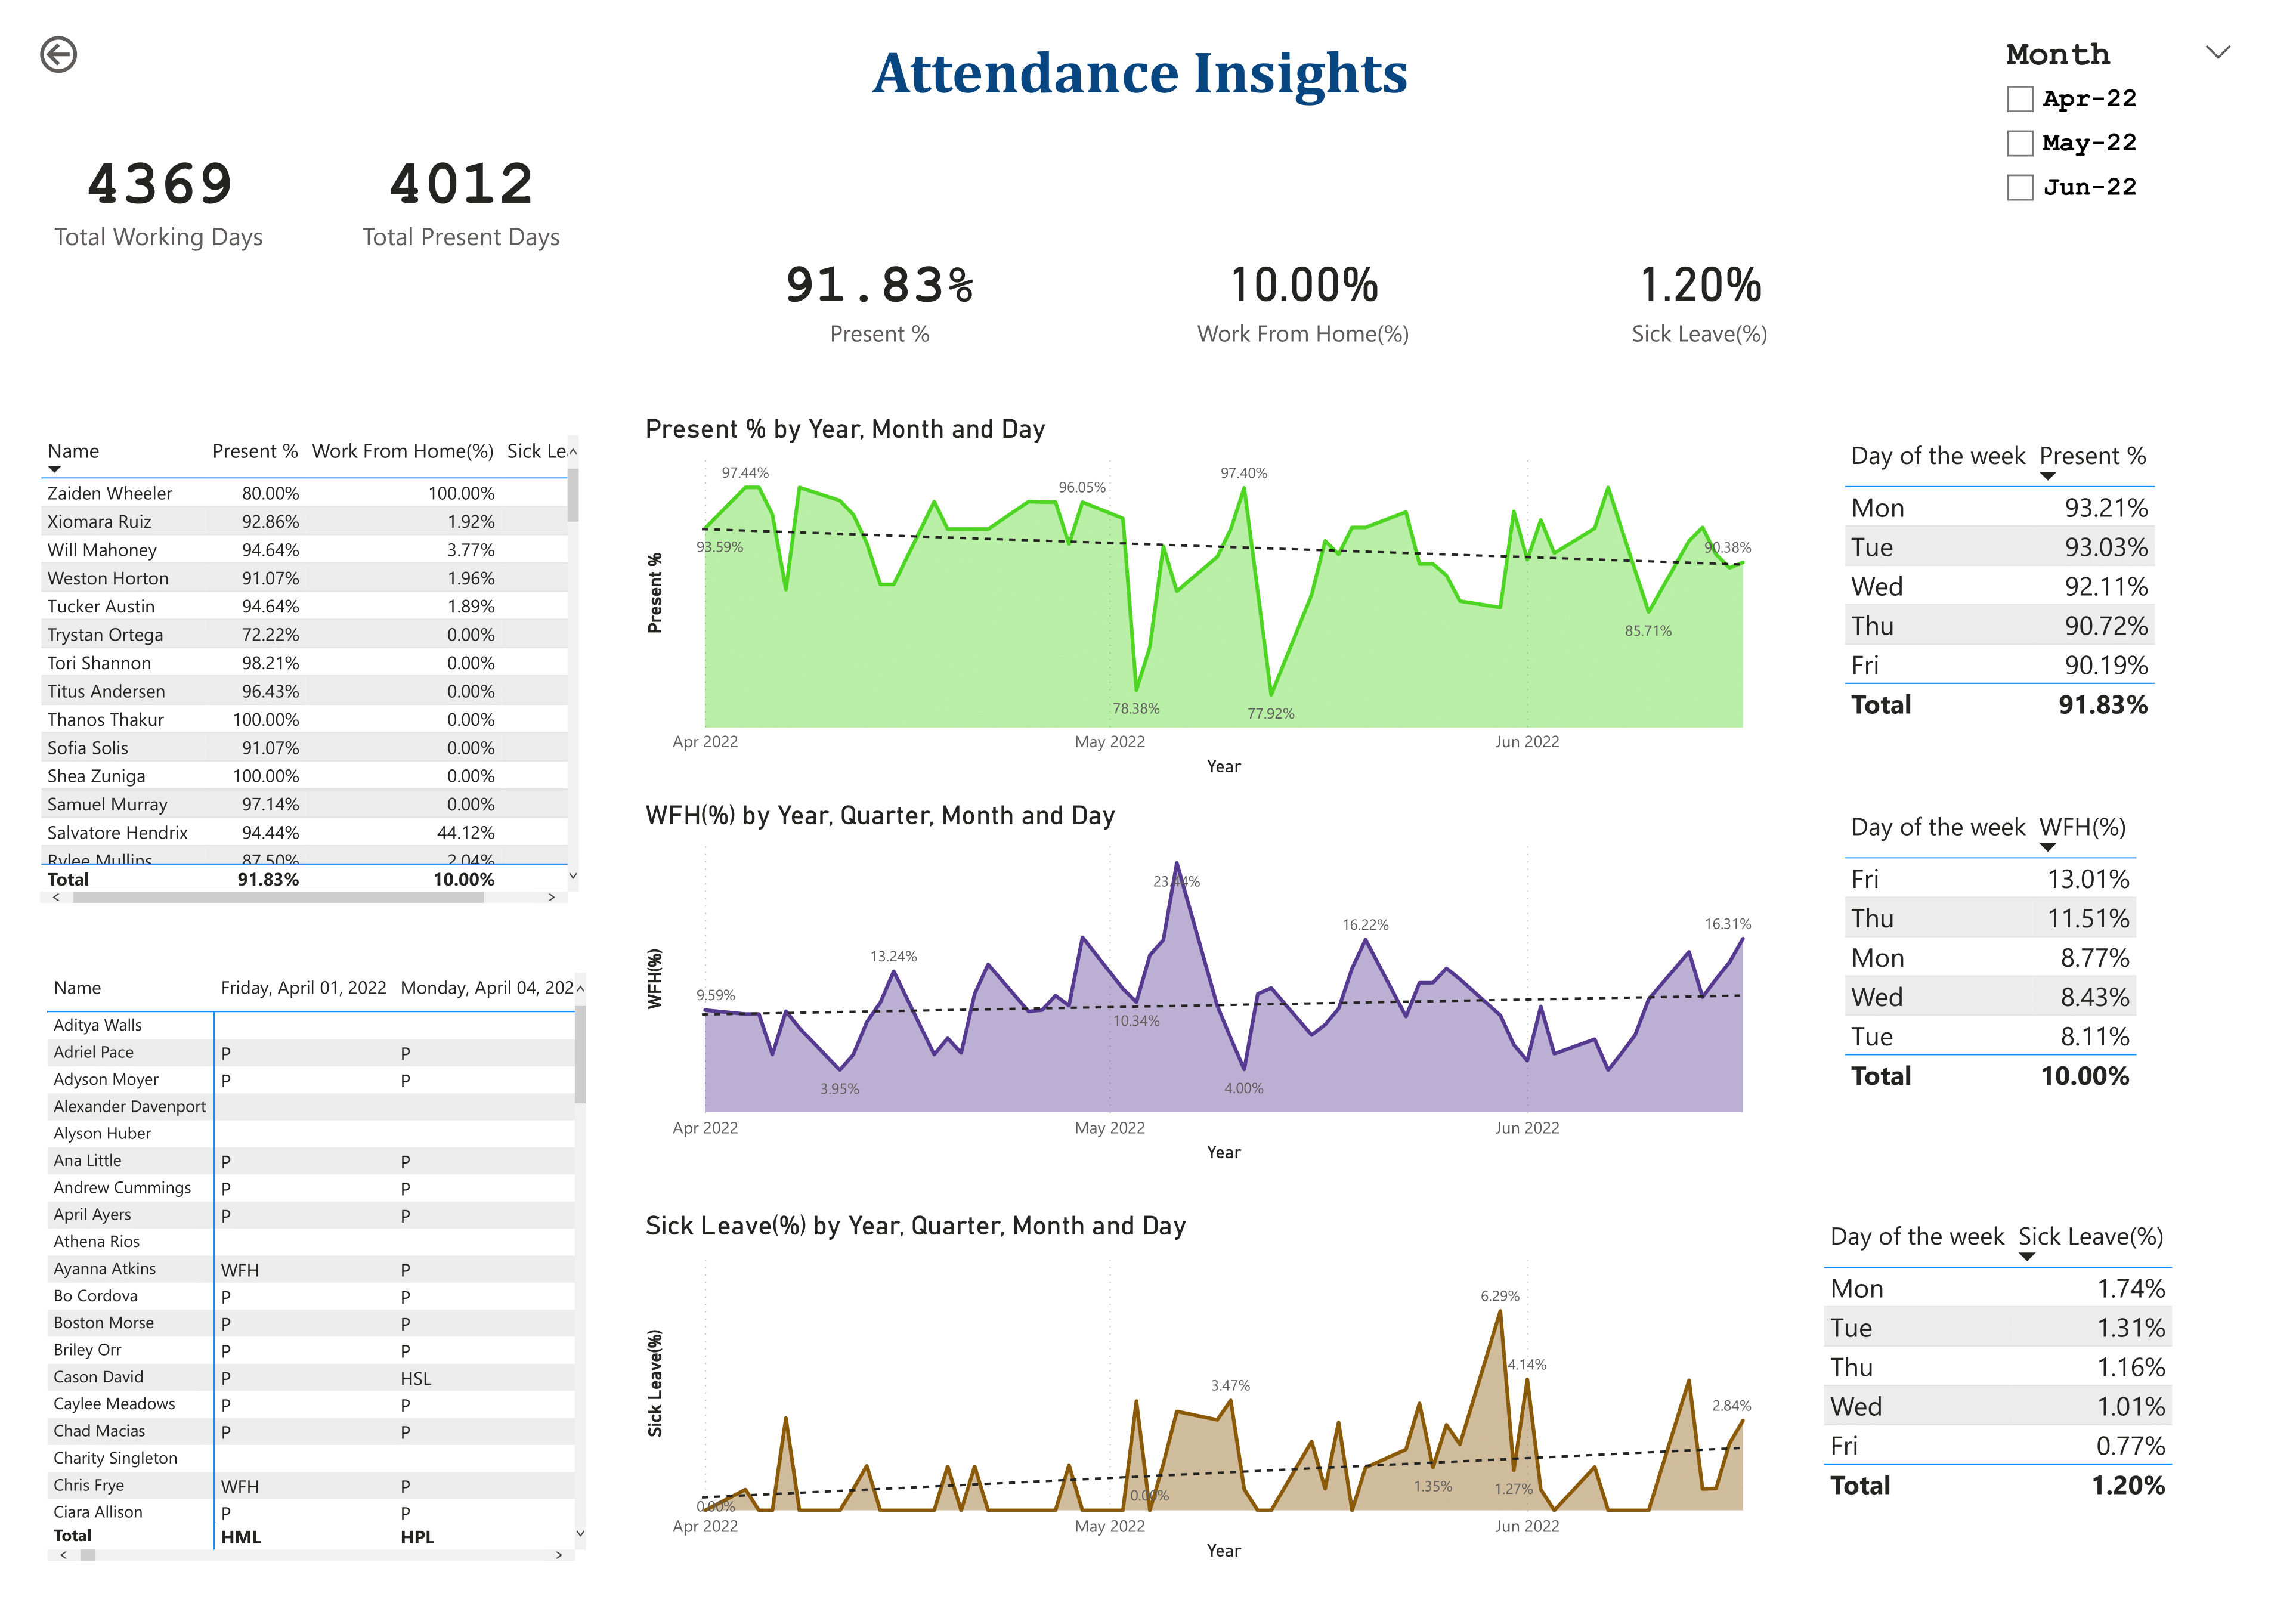 Attendance Insights
Month
Apr-22
May-22
Jun-22
4369
Total Working Days
4012
Total Present Days
91.83%
Present %
10.00%
Work From Home(%)
1.20%
Sick Leave(%)
Name Present % Work From Home(%) Sick Le
Zaiden Wheeler 80.00% 100.00%
Xiomara Ruiz 92.86% 1.92%
Will Mahoney 94.64% 3.77%
Weston Horton 91.07% 1.96%
Tucker Austin 94.64% 1.89%
Trystan Ortega 72.22% 0.00%
Tori Shannon 98.21% 0.00%
Titus Andersen 96.43% 0.00%
Thanos Thakur 100.00% 0.00%
Sofia Solis 91.07% 0.00%
Shea Zuniga 100.00% 0.00%
Samuel Murray 97.14% 0.00%
Salvatore Hendrix 94.44% 44.12%
Rylee Mullins 87.50% 2.04%
Total 91.83% 10.00%
Name Friday, April 01, 2022 Monday, April 04, 202
Aditya Walls
Adriel Pace P P
Adyson Moyer P P
Alexander Davenport
Alyson Huber
Ana Little P P
Andrew Cummings P P
April Ayers P P
Athena Rios
Ayanna Atkins WFH P
Bo Cordova P P
Boston Morse P P
Briley Orr P P
Cason David P HSL
Caylee Meadows P P
Chad Macias P P
Charity Singleton
Chris Frye WFH P
Ciara Allison P P
Total HML HPL
Present % by Year, Month and Day
97.44%
96.05%
97.40%
93.59%
90.38%
85.71%
78.38%
77.92%
Present %
Apr 2022 May 2022 Jun 2022
Year
WFH(%) by Year, Quarter, Month and Day
23.44%
16.22%
16.31%
13.24%
9.59%
10.34%
3.95%
4.00%
WFH(%)
Apr 2022 May 2022 Jun 2022
Year
Sick Leave(%) by Year, Quarter, Month and Day
6.29%
4.14%
3.47%
2.84%
1.35%
1.27%
0.00%
0.00%
Sick Leave(%)
Apr 2022 May 2022 Jun 2022
Year
Day of the week Present %
Mon 93.21%
Tue 93.03%
Wed 92.11%
Thu 90.72%
Fri 90.19%
Total 91.83%
Day of the week WFH(%)
Fri 13.01%
Thu 11.51%
Mon 8.77%
Wed 8.43%
Tue 8.11%
Total 10.00%
Day of the week Sick Leave(%)
Mon 1.74%
Tue 1.31%
Thu 1.16%
Wed 1.01%
Fri 0.77%
Total 1.20%